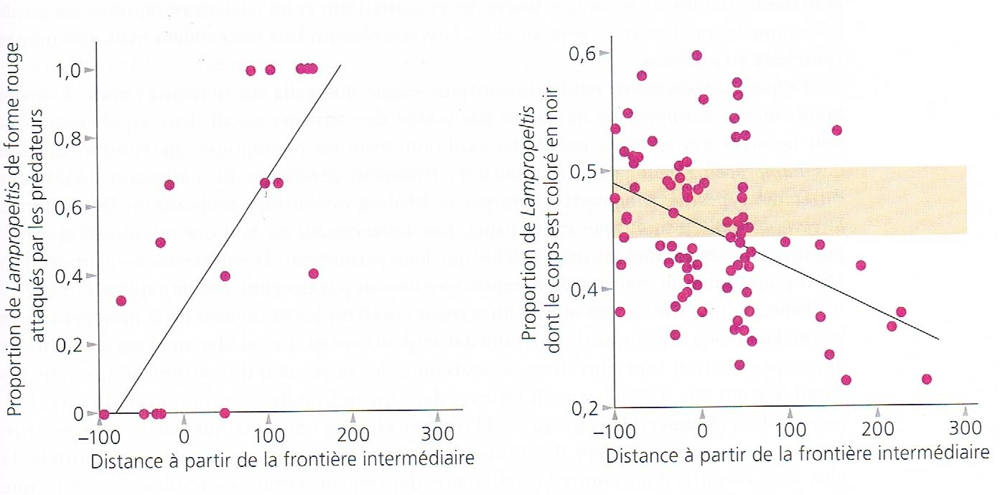 Proportion de Lampropeltis de forme rouge
attaqués par les prédateurs
1,0
0,8
0,6
0,4
0,2
0
−100 0 100 200 300
Distance à partir de la frontière intermédiaire
Proportion de Lampropeltis
dont le corps est coloré en noir
0,6
0,5
0,4
0,2
−100 0 100 200 300
Distance à partir de la frontière intermédiaire